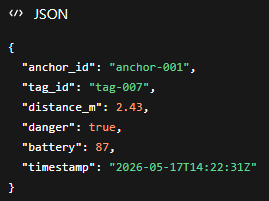 </> JSON
{
"anchor_id": "anchor-001",
"tag_id": "tag-007",
"distance_m": 2.43,
"danger": true,
"battery": 87,
"timestamp": "2026-05-17T14:22:31Z"
}